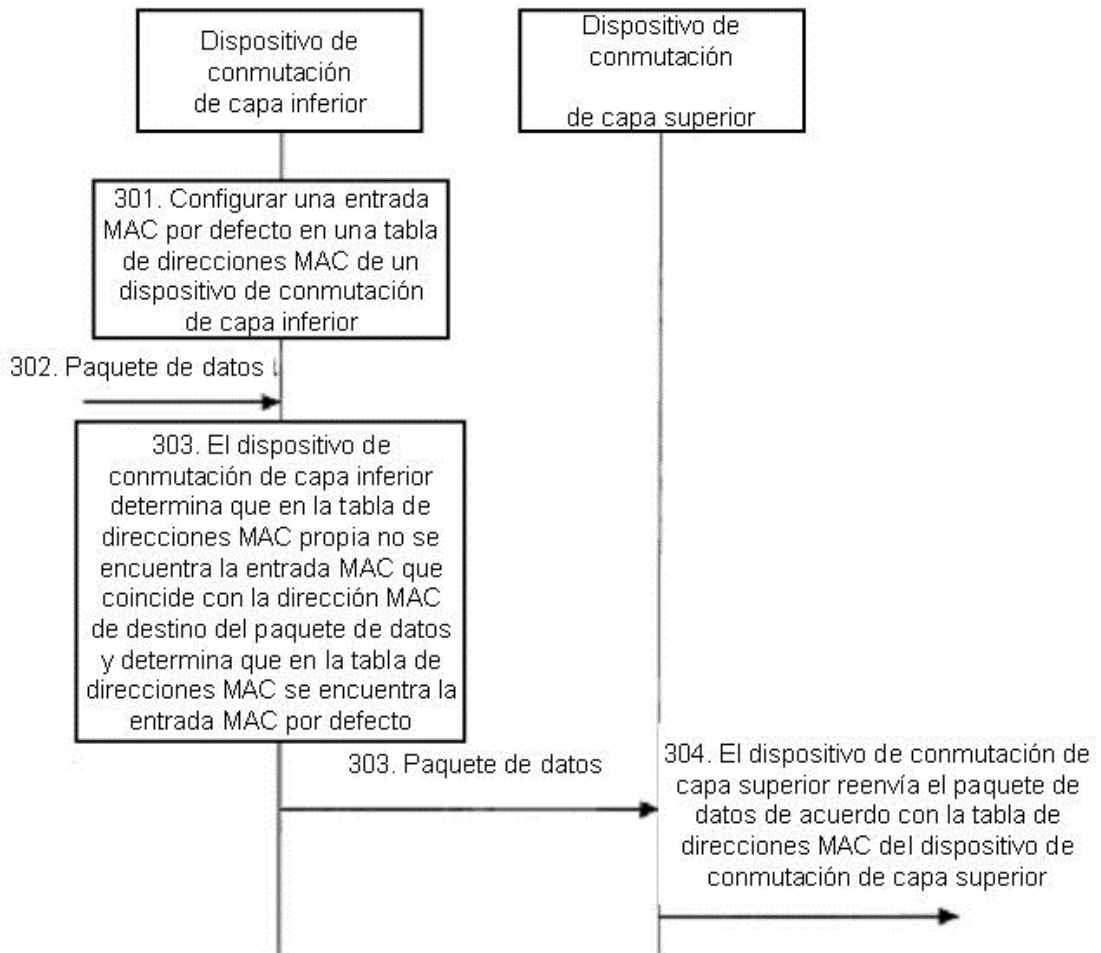 Dispositivo de
conmutación
de capa inferior
Dispositivo de
conmutación
de capa superior
301. Configurar una entrada
MAC por defecto en una tabla
de direcciones MAC de un
dispositivo de conmutación
de capa inferior
302. Paquete de datos
303. El dispositivo de
conmutación de capa inferior
determina que en la tabla de
direcciones MAC propia no se
encuentra la entrada MAC que
coincide con la dirección MAC
de destino del paquete de datos
y determina que en la tabla de
direcciones MAC se encuentra la
entrada MAC por defecto
303. Paquete de datos
304. El dispositivo de conmutación de
capa superior reenvía el paquete de
datos de acuerdo con la tabla de
direcciones MAC del dispositivo de
conmutación de capa superior